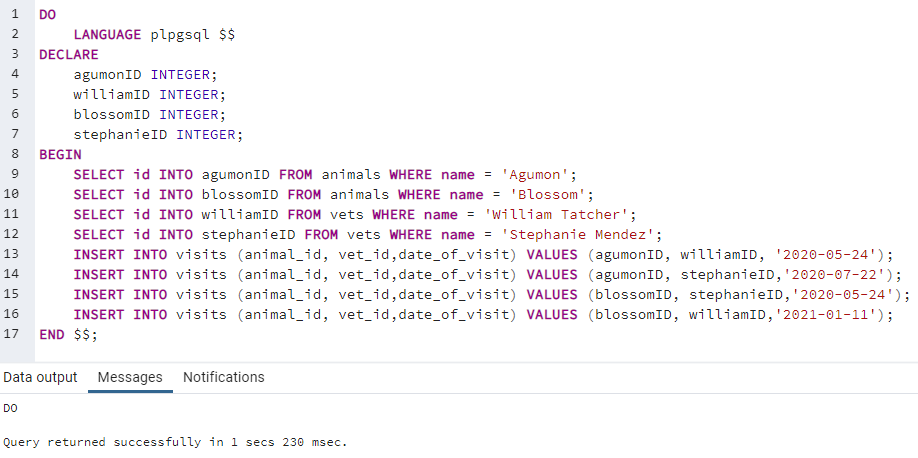 1 DO
2     LANGUAGE plpgsql $$
3 DECLARE
4     agumonID INTEGER;
5     williamID INTEGER;
6     blossomID INTEGER;
7     stephanieID INTEGER;
8 BEGIN
9     SELECT id INTO agumonID FROM animals WHERE name = 'Agumon';
10     SELECT id INTO blossomID FROM animals WHERE name = 'Blossom';
11     SELECT id INTO williamID FROM vets WHERE name = 'William Tatcher';
12     SELECT id INTO stephanieID FROM vets WHERE name = 'Stephanie Mendez';
13     INSERT INTO visits (animal_id, vet_id,date_of_visit) VALUES (agumonID, williamID, '2020-05-24');
14     INSERT INTO visits (animal_id, vet_id,date_of_visit) VALUES (agumonID, stephanieID,'2020-07-22');
15     INSERT INTO visits (animal_id, vet_id,date_of_visit) VALUES (blossomID, stephanieID,'2020-05-24');
16     INSERT INTO visits (animal_id, vet_id,date_of_visit) VALUES (blossomID, williamID,'2021-01-11');
17 END $$;
Data output Messages Notifications
DO
Query returned successfully in 1 secs 230 msec.